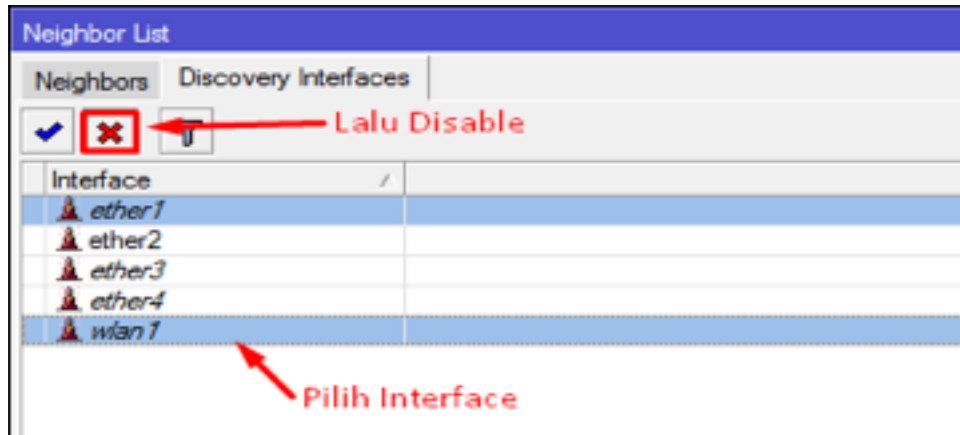 Neighbor List
Neighbors Discovery Interfaces
Lalu Disable
Interface
ether1
ether2
ether3
ether4
wlan1
Pilih Interface